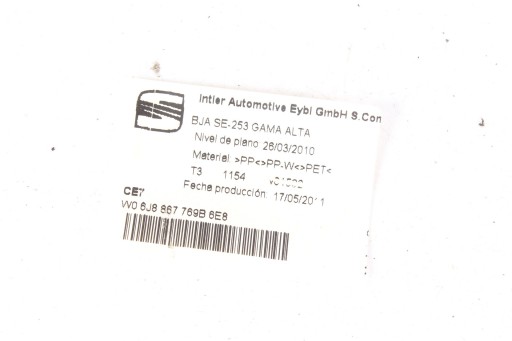 Intier Automotive Eybl GmbH S.Con
BJA SE-253 GAMA ALTA
Nivel de plano 26/03/2010
Material >PP<>PP-W<>PET<
T3 1154
Fecha producción 17/05/2011
CE7
W0 6J8 867 769B 6E8